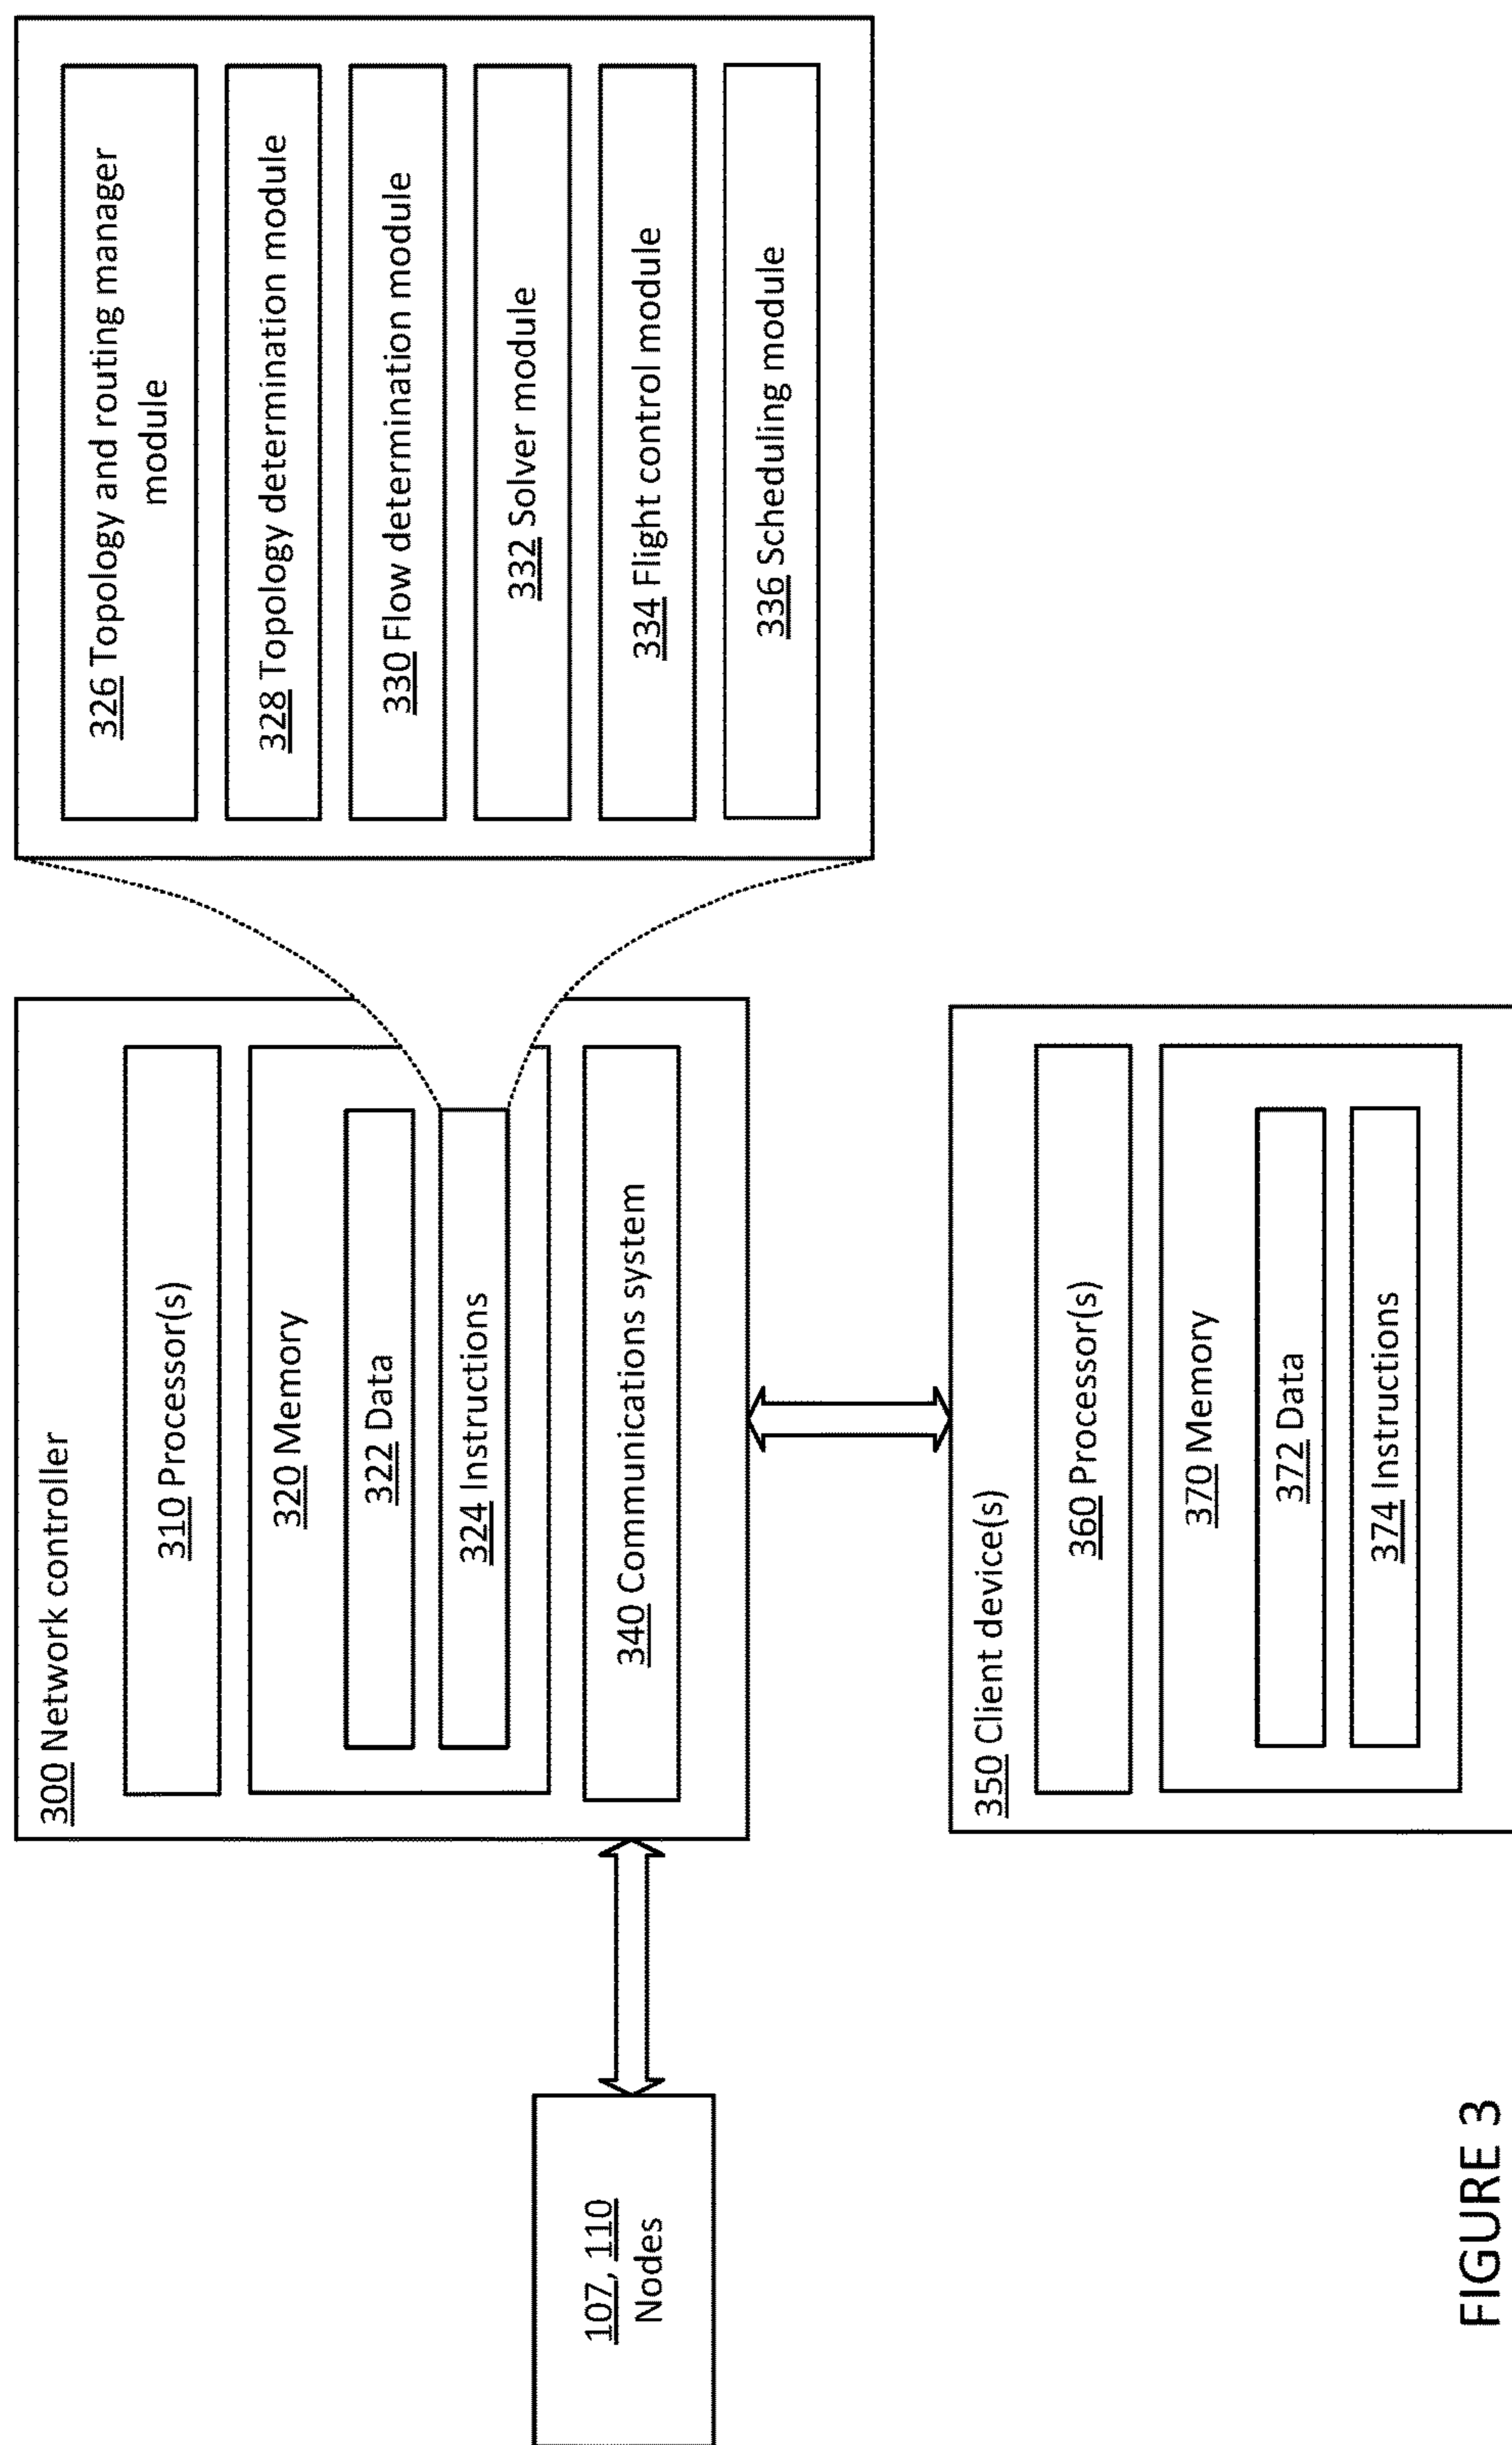 300 Network controller
310 Processor(s)
320 Memory
322 Data
324 Instructions
340 Communications system
326 Topology and routing manager
module
328 Topology determination module
330 Flow determination module
332 Solver module
334 Flight control module
336 Scheduling module
107, 110
Nodes
350 Client device(s)
360 Processor(s)
370 Memory
372 Data
374 Instructions
FIGURE 3